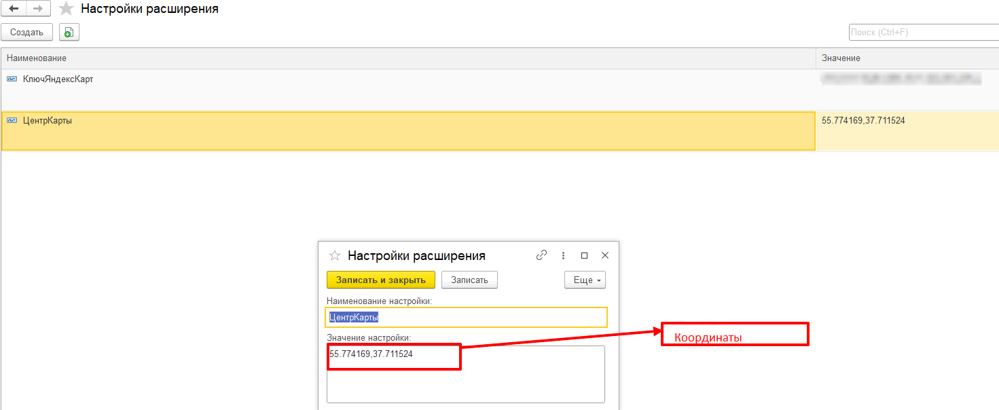 Настройки расширения
Создать
Поиск (Ctrl+F)
Наименование Значение
КлючЯндексКарт
ЦентрКарты 55.774169,37.711524
Настройки расширения
Записать и закрыть Записать Еще
Наименование настройки:
ЦентрКарты
Значение настройки:
55.774169,37.711524
Координаты